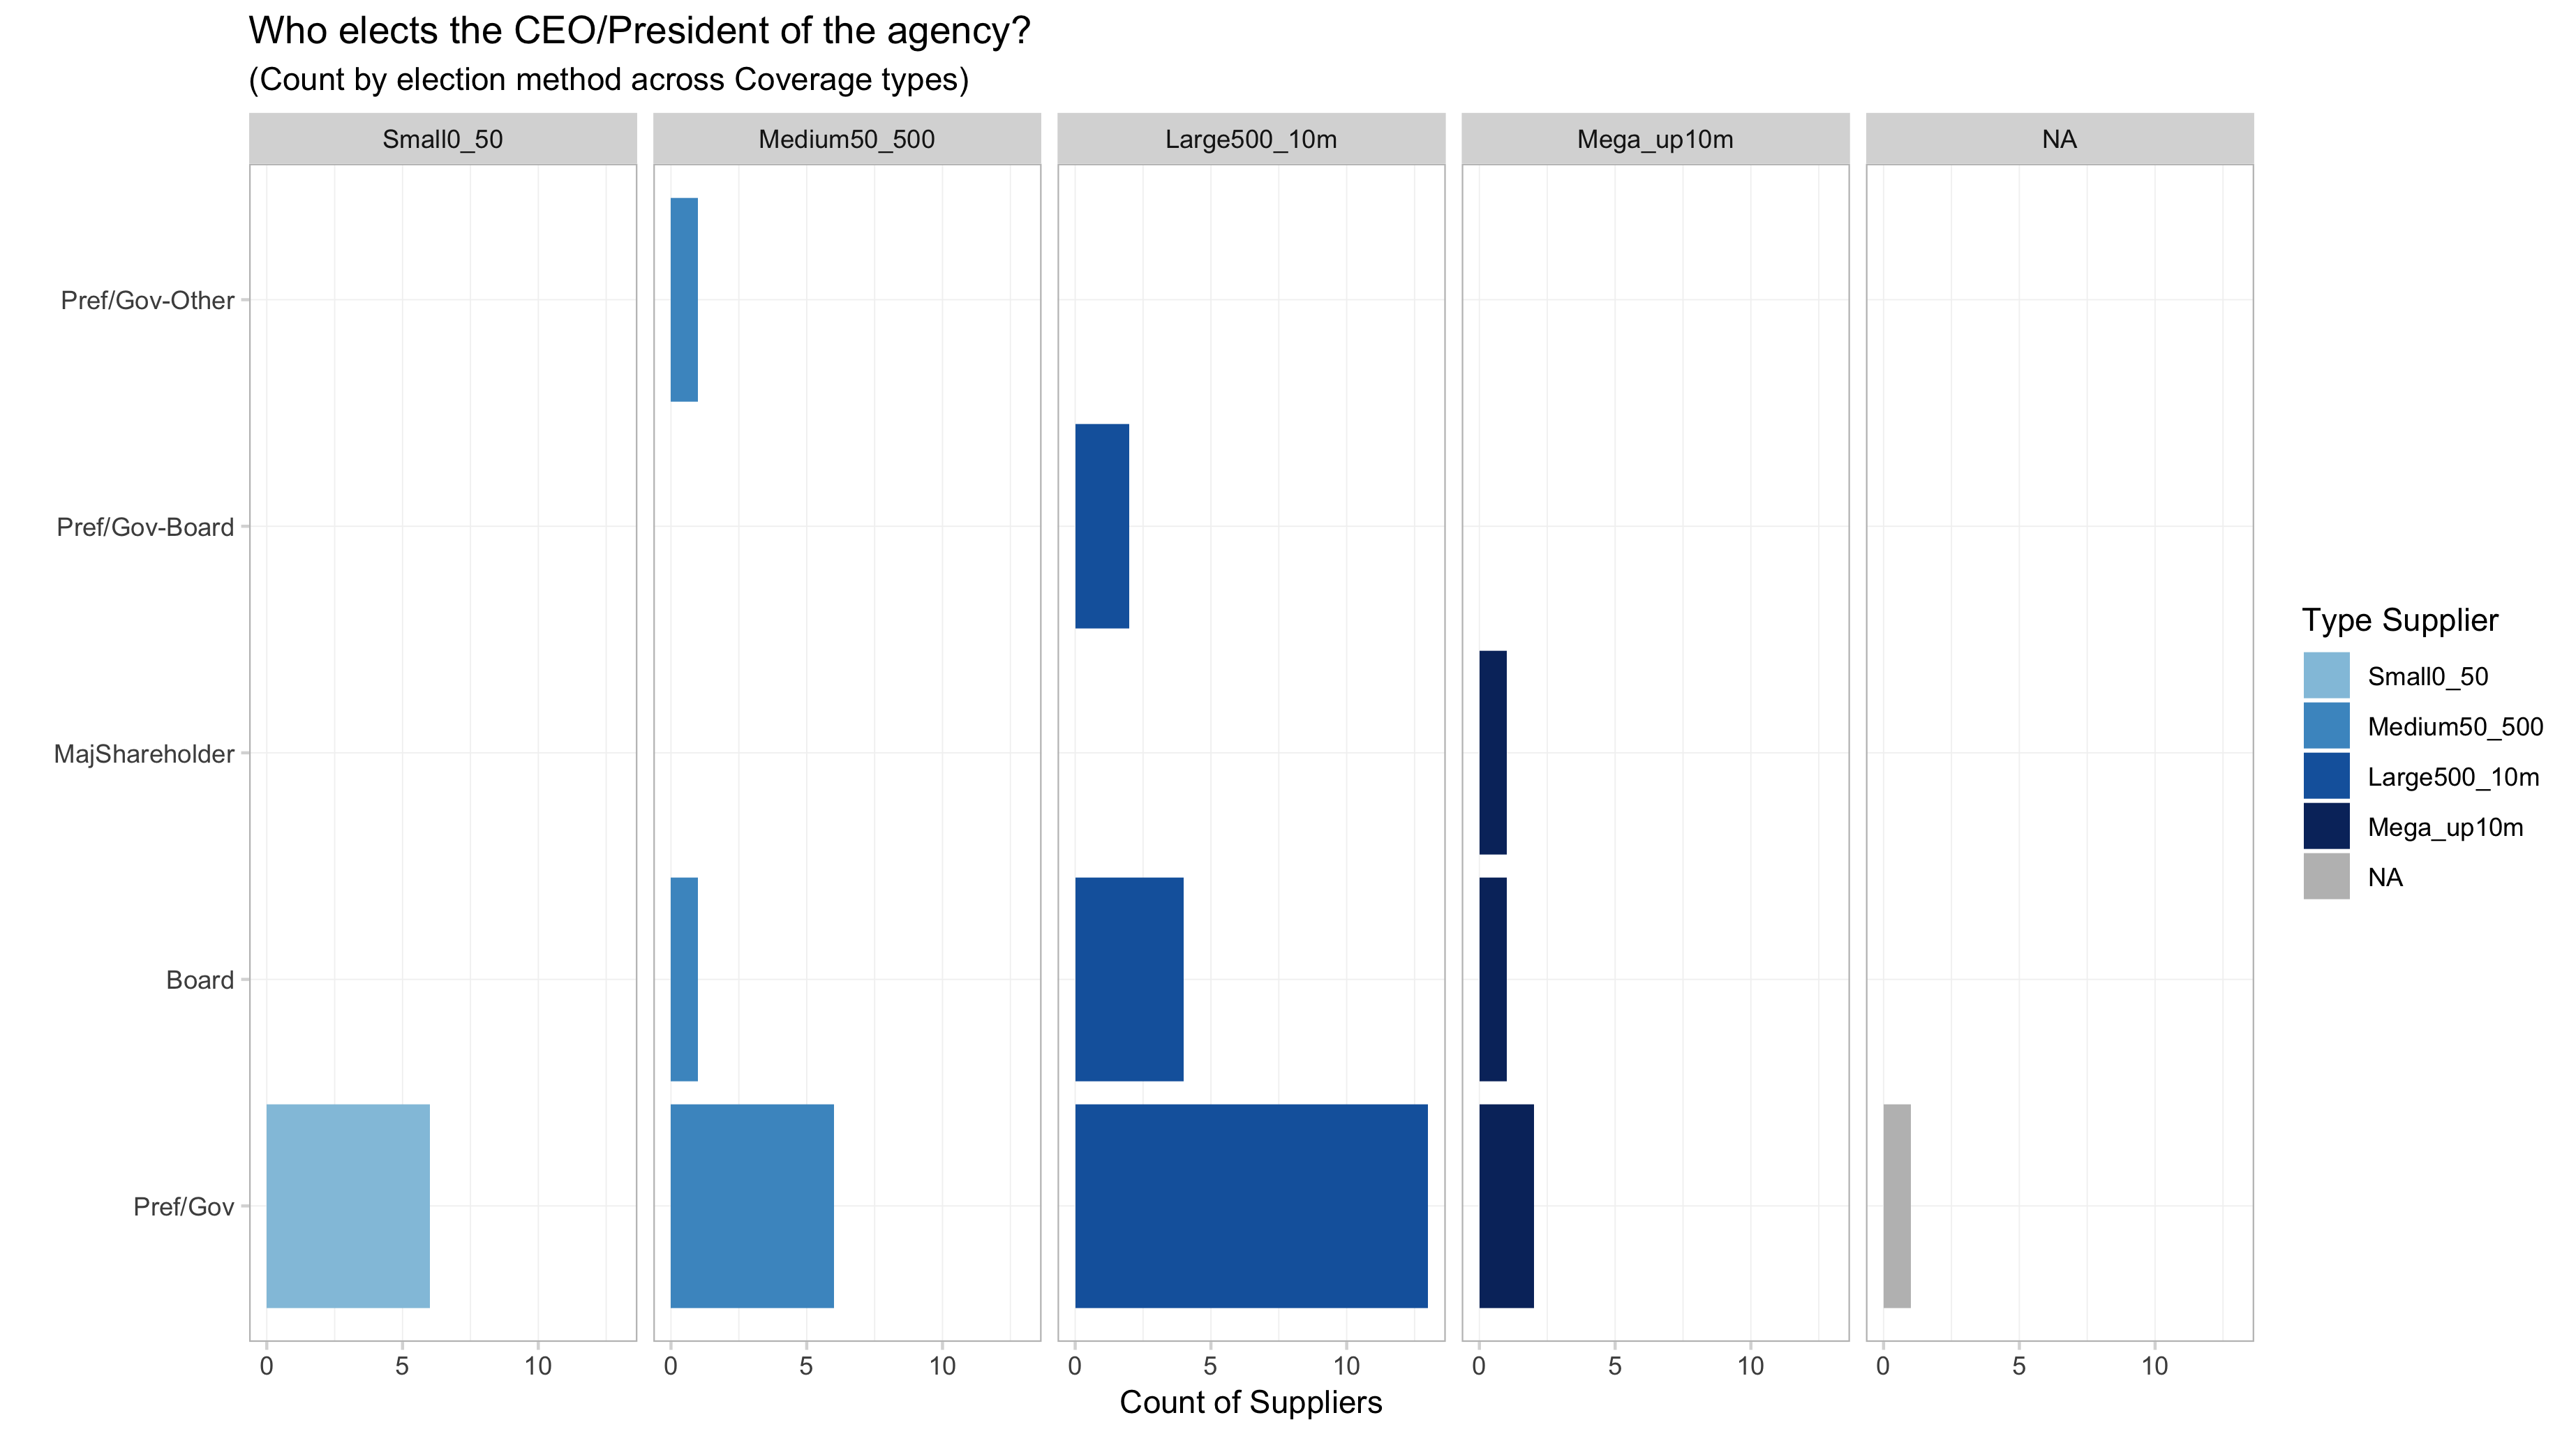 Who elects the CEO/President of the agency?
(Count by election method across Coverage types)
Small0_50
Medium50_500
Large500_10m
Mega_up10m
NA
Pref/Gov-Other
Pref/Gov-Board
MajShareholder
Board
Pref/Gov
0 5 10
0 5 10
0 5 10
0 5 10
0 5 10
Count of Suppliers
Type Supplier
Small0_50
Medium50_500
Large500_10m
Mega_up10m
NA